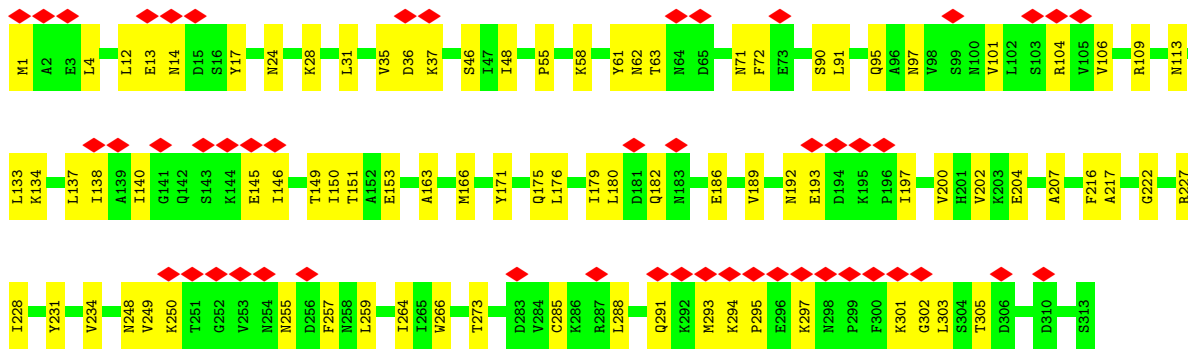 M1 A2 E3 L4 L12 E13 N14 D15 S16 Y17 N24 K28 L31 V35 D36 K37 S46 I47 I48 P55 K58 Y61 N62 T63 N64 D65 N71 F72 E73 S90 L91 Q95 A96 N97 V98 S99 N100 V101 L102 S103 R104 V105 V106 R109 N113
L133 K134 L137 I138 A139 I140 G141 Q142 S143 K144 E145 I146 T149 I150 T151 A152 E153 A163 M166 Y171 Q175 L176 I179 L180 D181 Q182 N183 E186 V189 N192 E193 D194 K195 P196 I197 V200 H201 V202 K203 E204 A207 F216 A217 G222 R227
I228 Y231 V234 N248 V249 K250 T251 G252 V253 N254 N255 D256 F257 N258 L259 I264 I265 W266 T273 D283 V284 C285 K286 R287 L288 Q291 K292 M293 K294 P295 E296 K297 N298 P299 F300 K301 G302 L303 S304 T305 D306 D310 S313